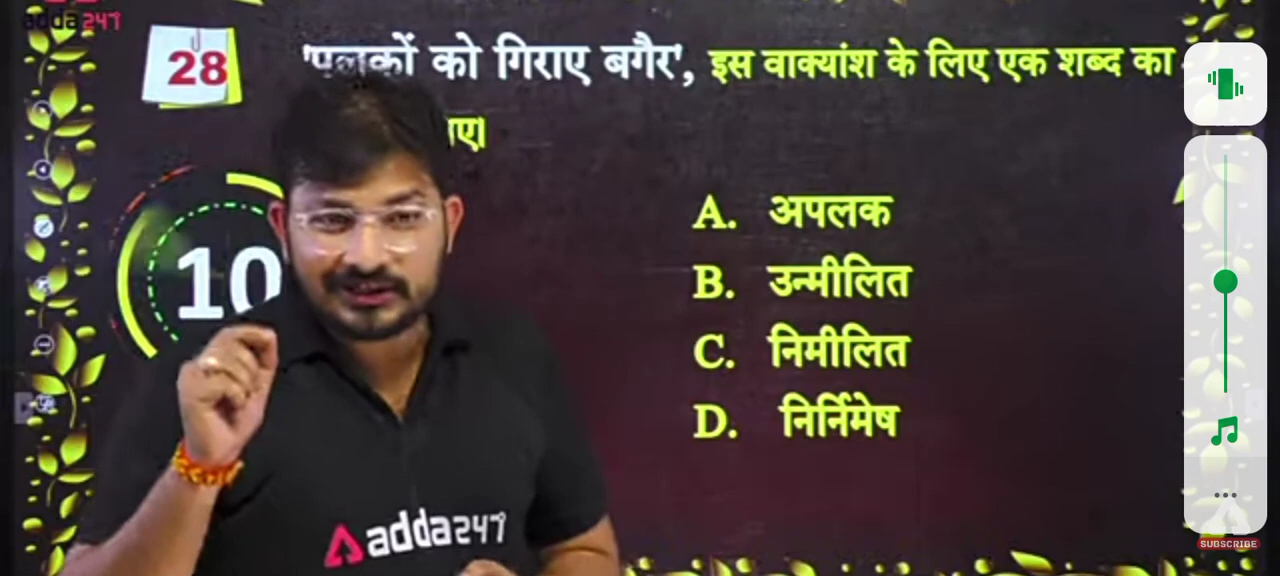 adda247
28
'पलकों को गिराए बगैर', इस वाक्यांश के लिए एक शब्द का
10
A. अपलक
B. उन्मीलित
C. निमीलित
D. निर्निमेष
adda247
SUBSCRIBE